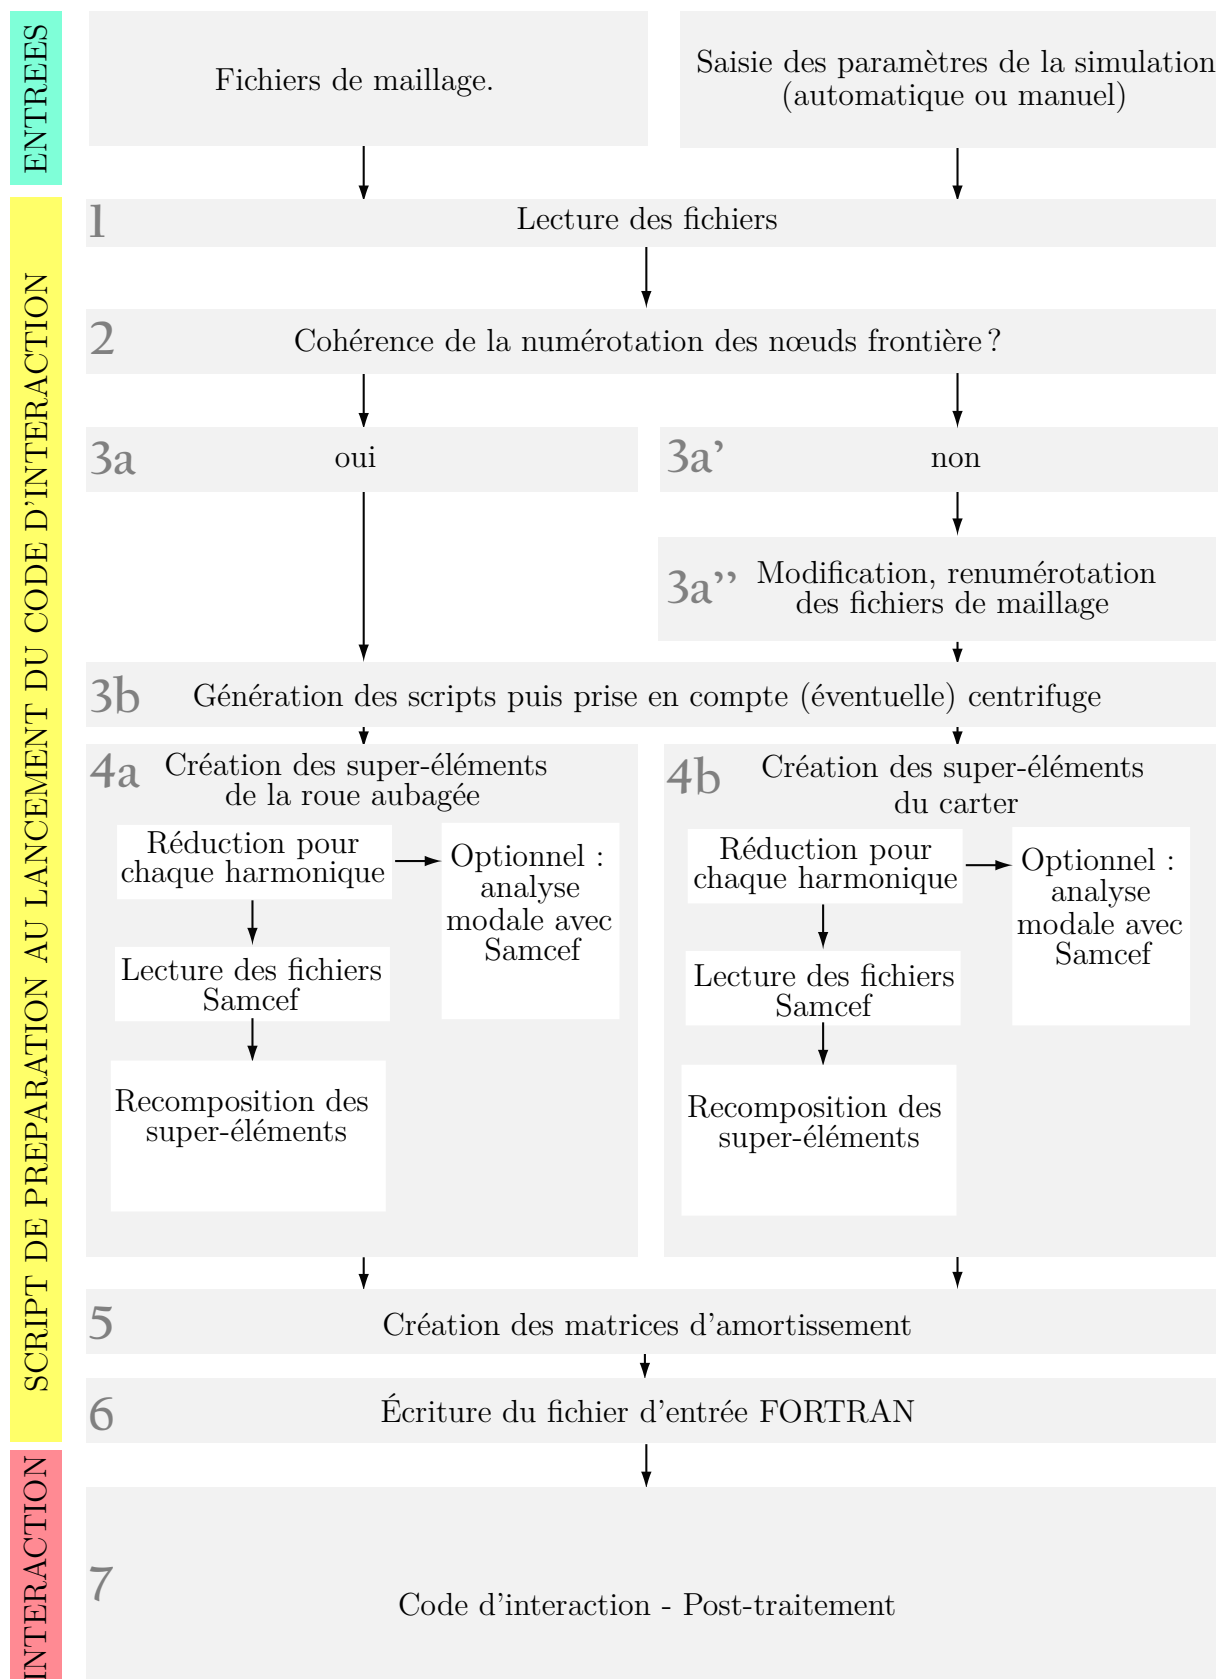 ENTREES
Fichiers de maillage.
Saisie des paramètres de la simulation
(automatique ou manuel)
SCRIPT DE PREPARATION AU LANCEMENT DU CODE D'INTERACTION
1
Lecture des fichiers
2
Cohérence de la numérotation des nœuds frontière ?
3a
oui
3a'
non
3a''
Modification, renumérotation
des fichiers de maillage
3b
Génération des scripts puis prise en compte (éventuelle) centrifuge
4a
Création des super-éléments
de la roue aubagée
Réduction pour
chaque harmonique
Optionnel :
analyse
modale avec
Samcef
Lecture des fichiers
Samcef
Recomposition des
super-éléments
4b
Création des super-éléments
du carter
Réduction pour
chaque harmonique
Optionnel :
analyse
modale avec
Samcef
Lecture des fichiers
Samcef
Recomposition des
super-éléments
5
Création des matrices d'amortissement
6
Écriture du fichier d'entrée FORTRAN
INTERACTION
7
Code d'interaction - Post-traitement